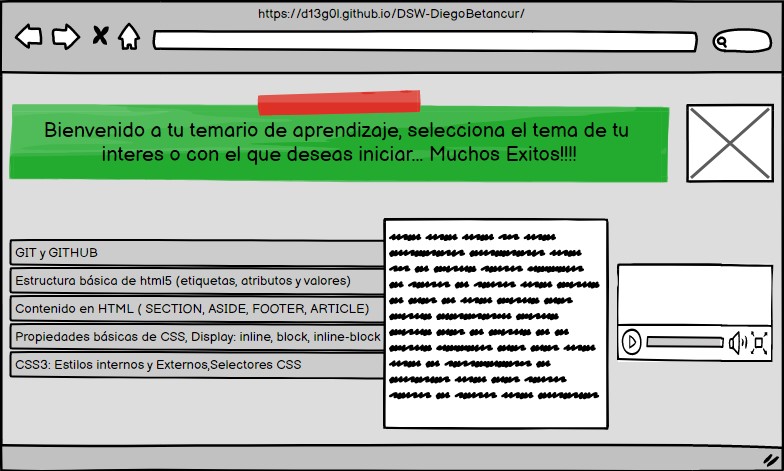 https://d13g0l.github.io/DSW-DiegoBetancur/
Bienvenido a tu temario de aprendizaje, selecciona el tema de tu
interes o con el que deseas iniciar... Muchos Exitos!!!!
GIT y GITHUB
Estructura básica de html5 (etiquetas, atributos y valores)
Contenido en HTML ( SECTION, ASIDE, FOOTER, ARTICLE)
Propiedades básicas de CSS, Display: inline, block, inline-block
CSS3: Estilos internos y Externos,Selectores CSS